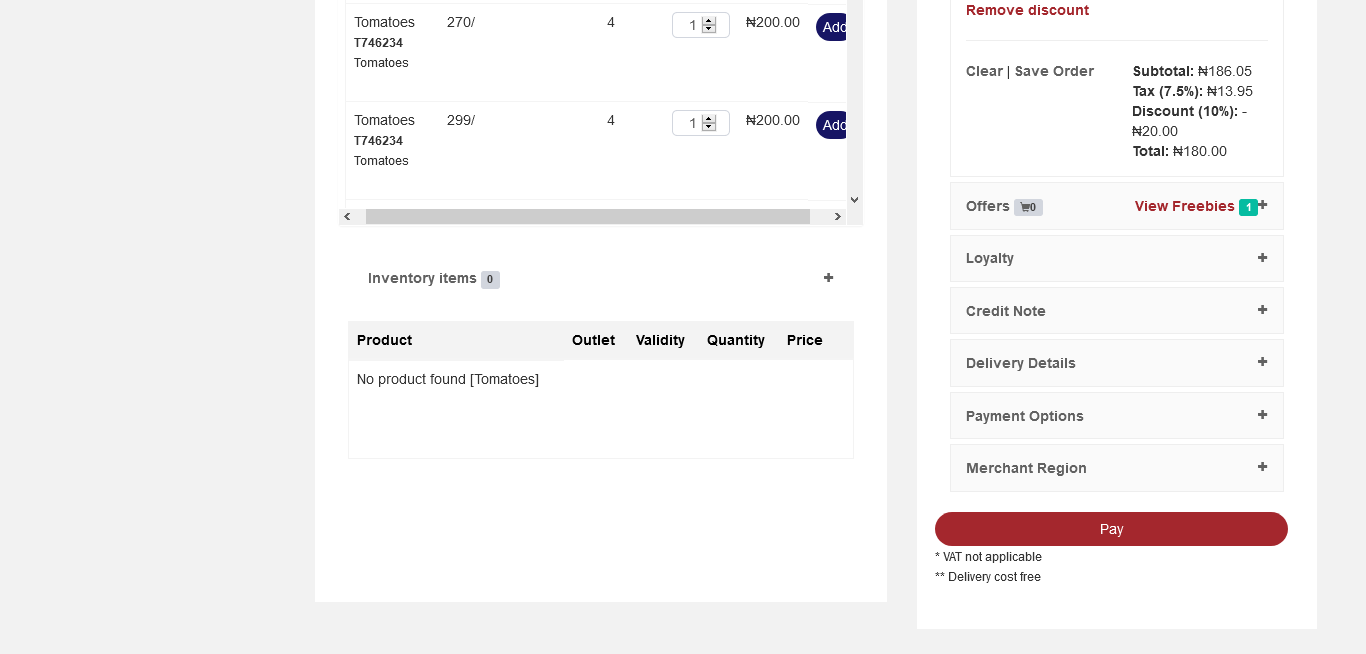 Tomatoes 270/ 4 1 ₦200.00 Add
T746234
Tomatoes
Tomatoes 299/ 4 1 ₦200.00 Add
T746234
Tomatoes
Inventory items 0
Product Outlet Validity Quantity Price
No product found [Tomatoes]
Remove discount
Clear | Save Order
Subtotal: ₦186.05
Tax (7.5%): ₦13.95
Discount (10%): -
₦20.00
Total: ₦180.00
Offers 0 View Freebies 1
Loyalty
Credit Note
Delivery Details
Payment Options
Merchant Region
Pay
* VAT not applicable
** Delivery cost free